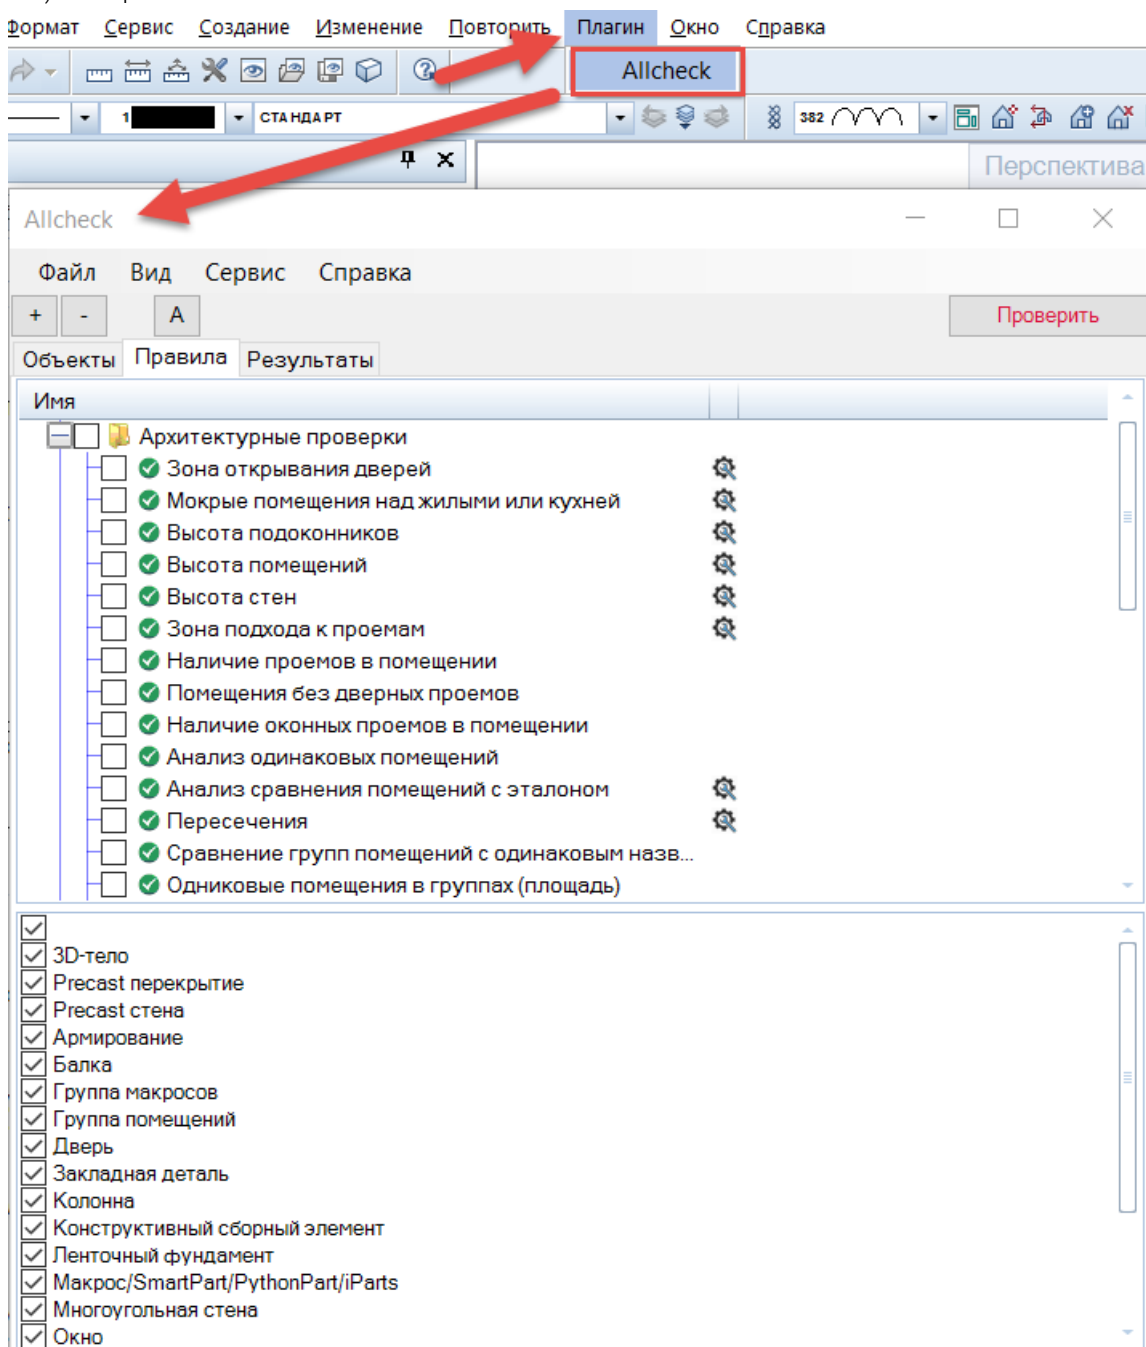 Формат Сервис Создание Изменение Повторить Плагин Окно Справка
Allcheck
1 СТАНДАРТ 382
Перспектива
Allcheck
Файл Вид Сервис Справка
+ - A Проверить
Объекты Правила Результаты
Имя
Архитектурные проверки
Зона открывания дверей
Мокрые помещения над жилыми или кухней
Высота подоконников
Высота помещений
Высота стен
Зона подхода к проемам
Наличие проемов в помещении
Помещения без дверных проемов
Наличие оконных проемов в помещении
Анализ одинаковых помещений
Анализ сравнения помещений с эталоном
Пересечения
Сравнение групп помещений с одинаковым назв...
Одниковые помещения в группах (площадь)
3D-тело
Precast перекрытие
Precast стена
Армирование
Балка
Группа макросов
Группа помещений
Дверь
Закладная деталь
Колонна
Конструктивный сборный элемент
Ленточный фундамент
Макрос/SmartPart/PythonPart/iParts
Многоугольная стена
Окно